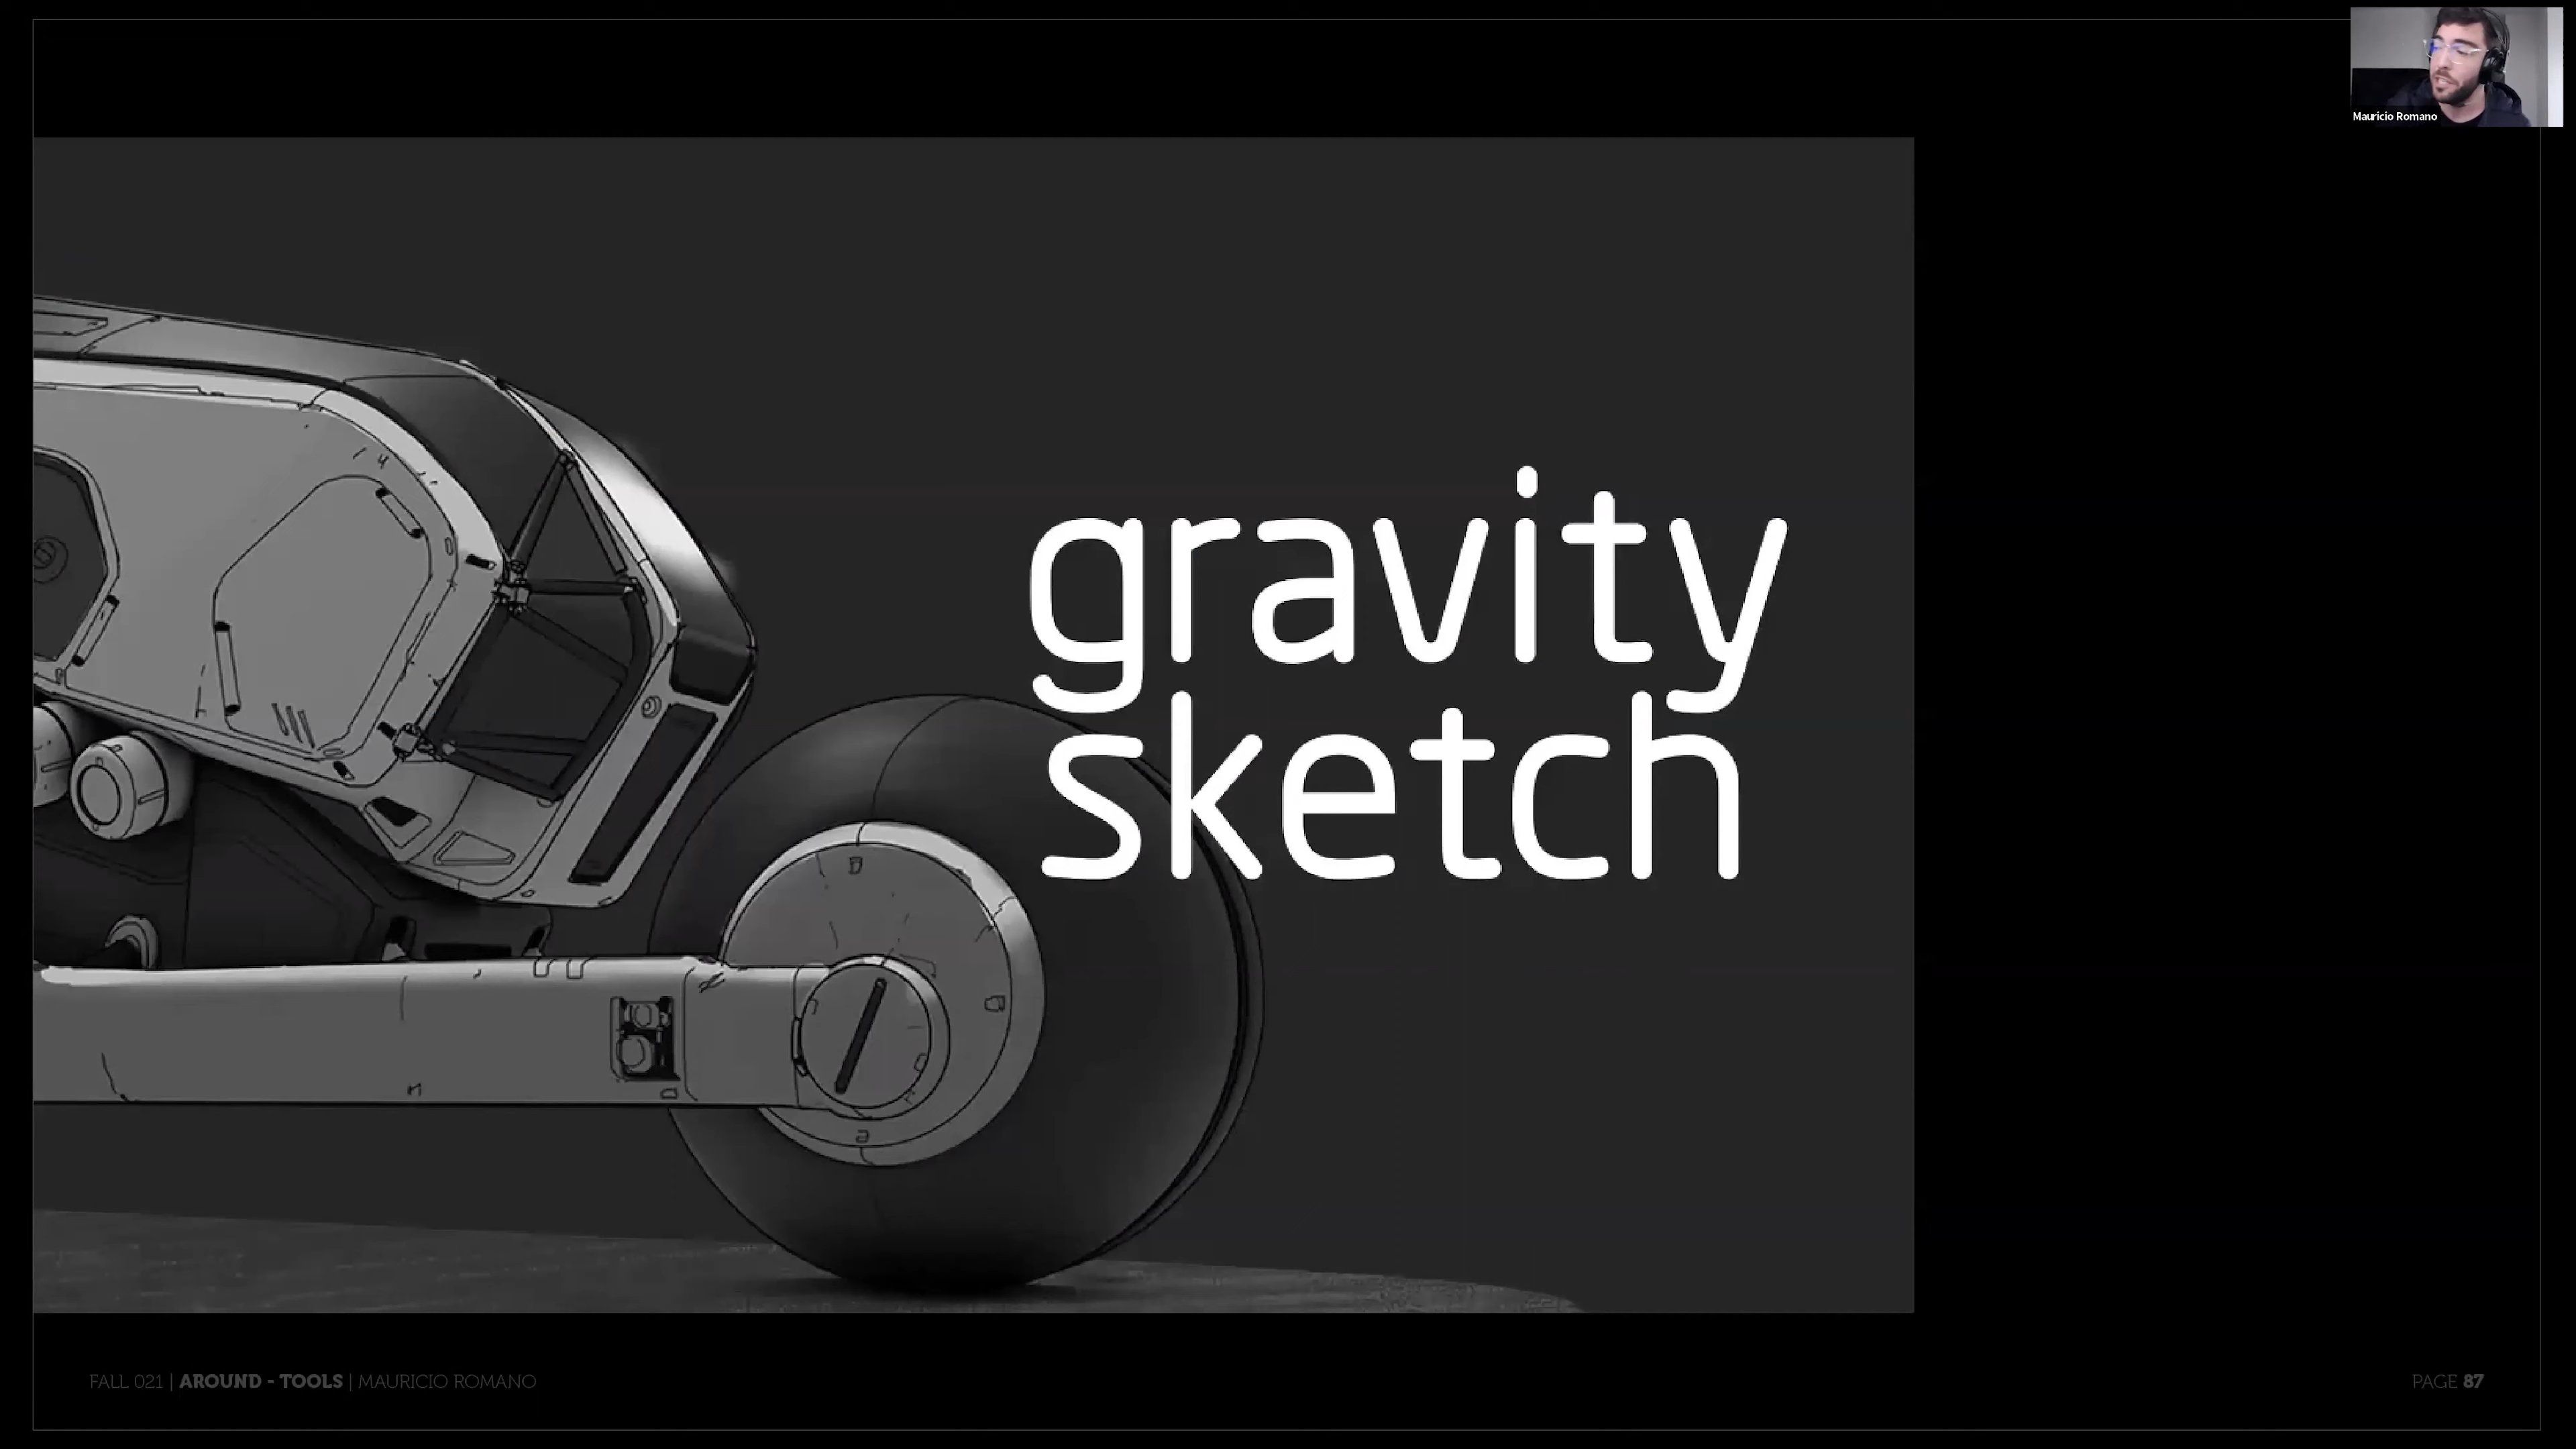 Mauricio Romano
gravity
sketch
FALL 021 | AROUND - TOOLS | MAURICIO ROMANO
PAGE 87